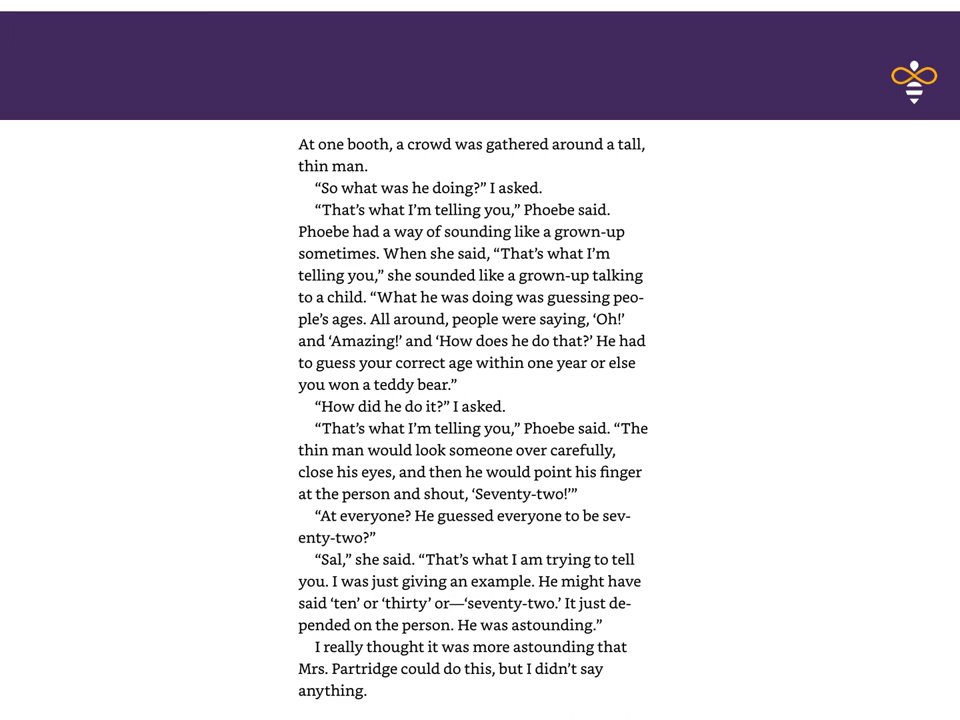 At one booth, a crowd was gathered around a tall,
thin man.
“So what was he doing?” I asked.
“That’s what I’m telling you,” Phoebe said.
Phoebe had a way of sounding like a grown-up
sometimes. When she said, “That’s what I’m
telling you,” she sounded like a grown-up talking
to a child. “What he was doing was guessing peo-
ple’s ages. All around, people were saying, ‘Oh!’
and ‘Amazing!’ and ‘How does he do that?’ He had
to guess your correct age within one year or else
you won a teddy bear.”
“How did he do it?” I asked.
“That’s what I’m telling you,” Phoebe said. “The
thin man would look someone over carefully,
close his eyes, and then he would point his finger
at the person and shout, ‘Seventy-two!’”
“At everyone? He guessed everyone to be sev-
enty-two?”
“Sal,” she said. “That’s what I am trying to tell
you. I was just giving an example. He might have
said ‘ten’ or ‘thirty’ or—‘seventy-two.’ It just de-
pended on the person. He was astounding.”
I really thought it was more astounding that
Mrs. Partridge could do this, but I didn’t say
anything.